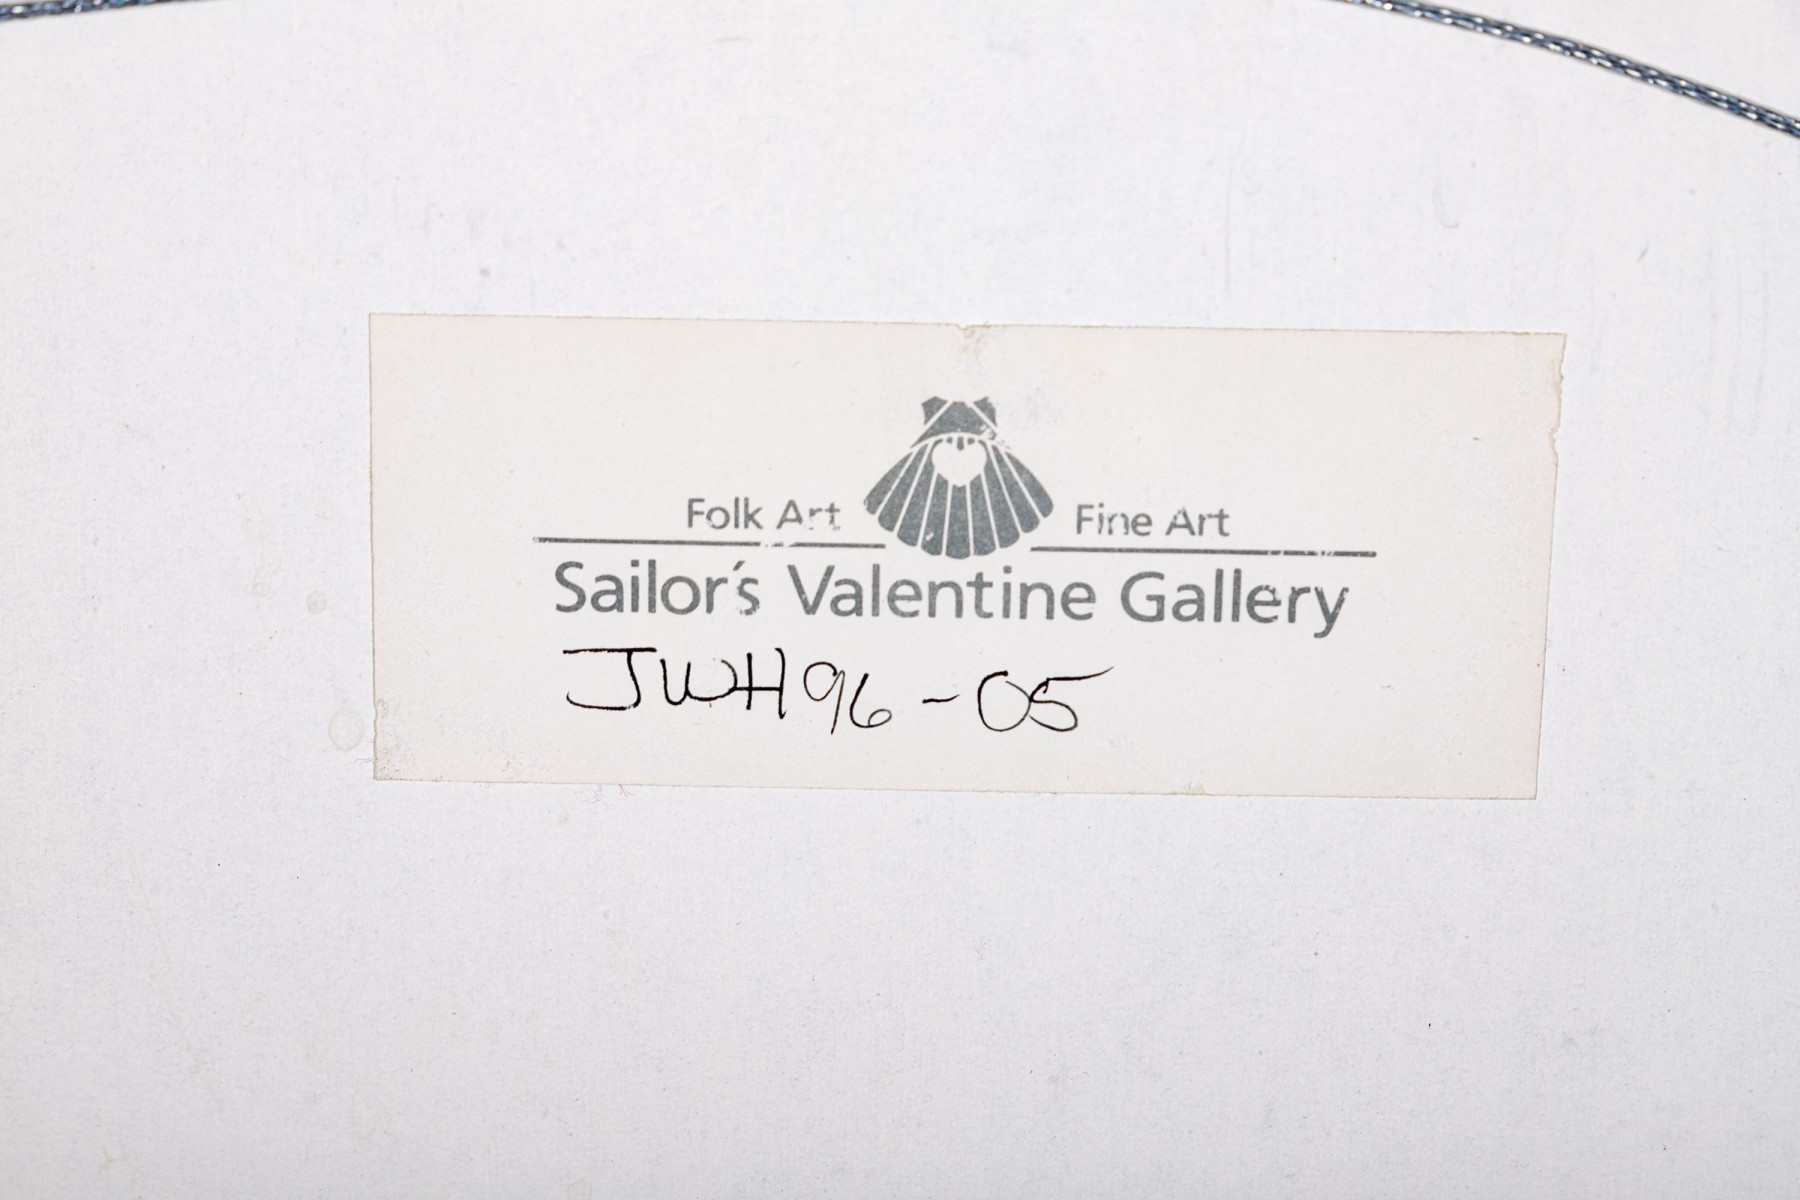 Folk Art Fine Art
Sailor's Valentine Gallery
JWH96-05